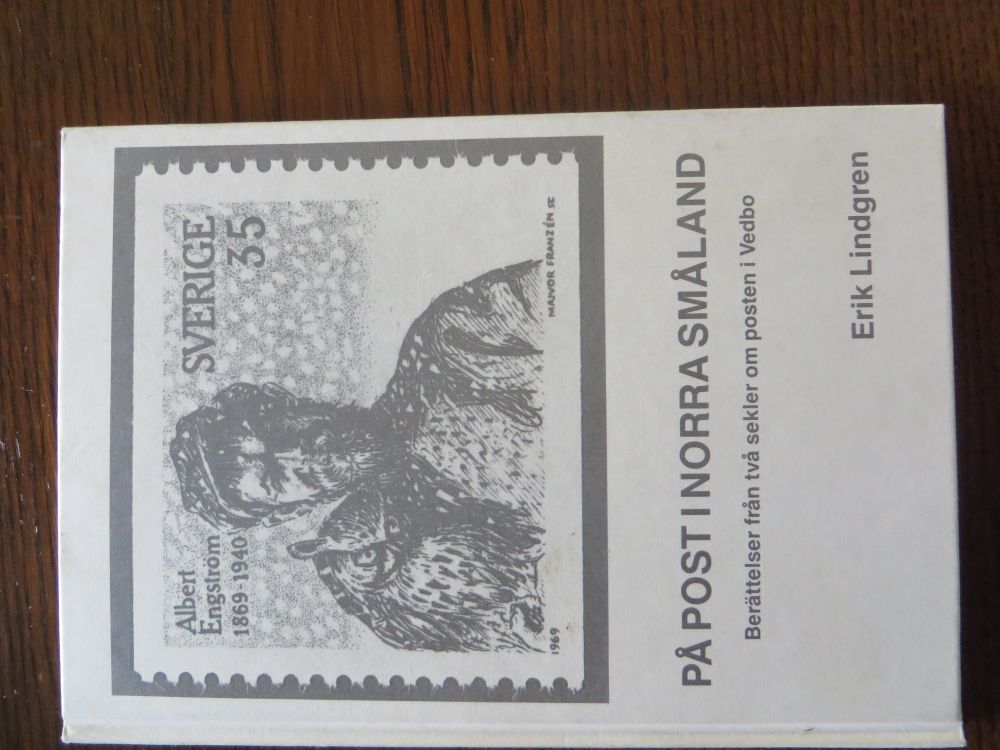 Albert
Engström
1869-1940
SVERIGE
35
1969
MAJVOR FRANZÉN SC
PÅ POST I NORRA SMÅLAND
Berättelser från två sekler om posten i Vedbo
Erik Lindgren